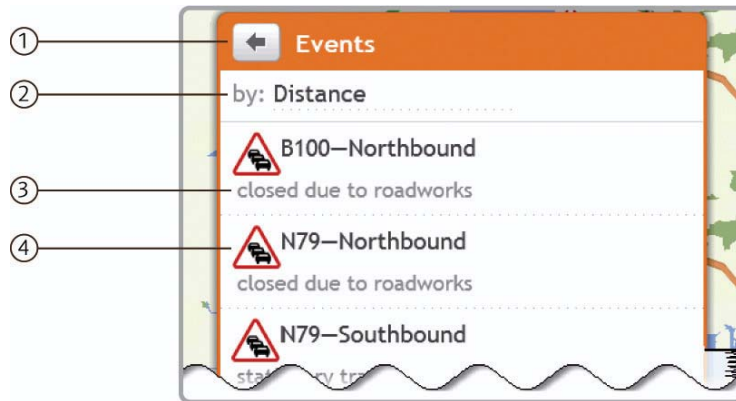 1 Events
2 by: Distance
B100—Northbound
3 closed due to roadworks
4 N79—Northbound
closed due to roadworks
N79—Southbound